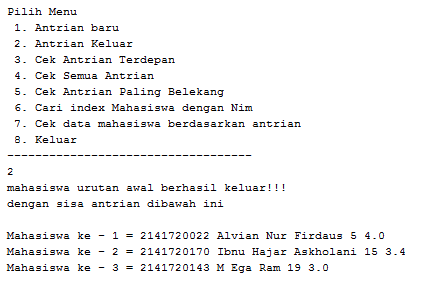 Pilih Menu
1. Antrian baru
2. Antrian Keluar
3. Cek Antrian Terdepan
4. Cek Semua Antrian
5. Cek Antrian Paling Belekang
6. Cari index Mahasiswa dengan Nim
7. Cek data mahasiswa berdasarkan antrian
8. Keluar
-----------------------------------
2
mahasiswa urutan awal berhasil keluar!!!
dengan sisa antrian dibawah ini
Mahasiswa ke - 1 = 2141720022 Alvian Nur Firdaus 5 4.0
Mahasiswa ke - 2 = 2141720170 Ibnu Hajar Askholani 15 3.4
Mahasiswa ke - 3 = 2141720143 M Ega Ram 19 3.0